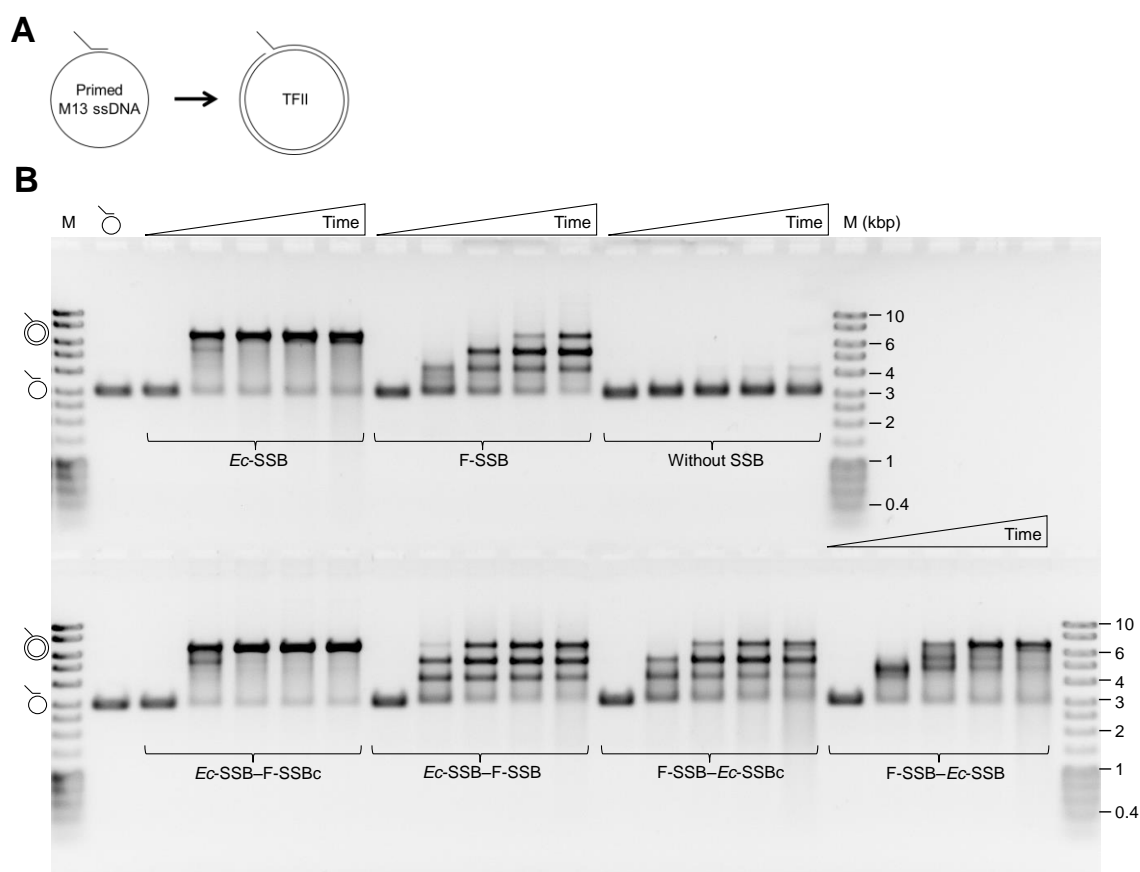 A
Primed
M13 ssDNA
TFII
B
M
Time
Time
Time
M (kbp)
10
6
4
3
2
1
0.4
Ec-SSB
F-SSB
Without SSB
Time
10
6
4
3
2
1
0.4
Ec-SSB–F-SSBc
Ec-SSB–F-SSB
F-SSB–Ec-SSBc
F-SSB–Ec-SSB